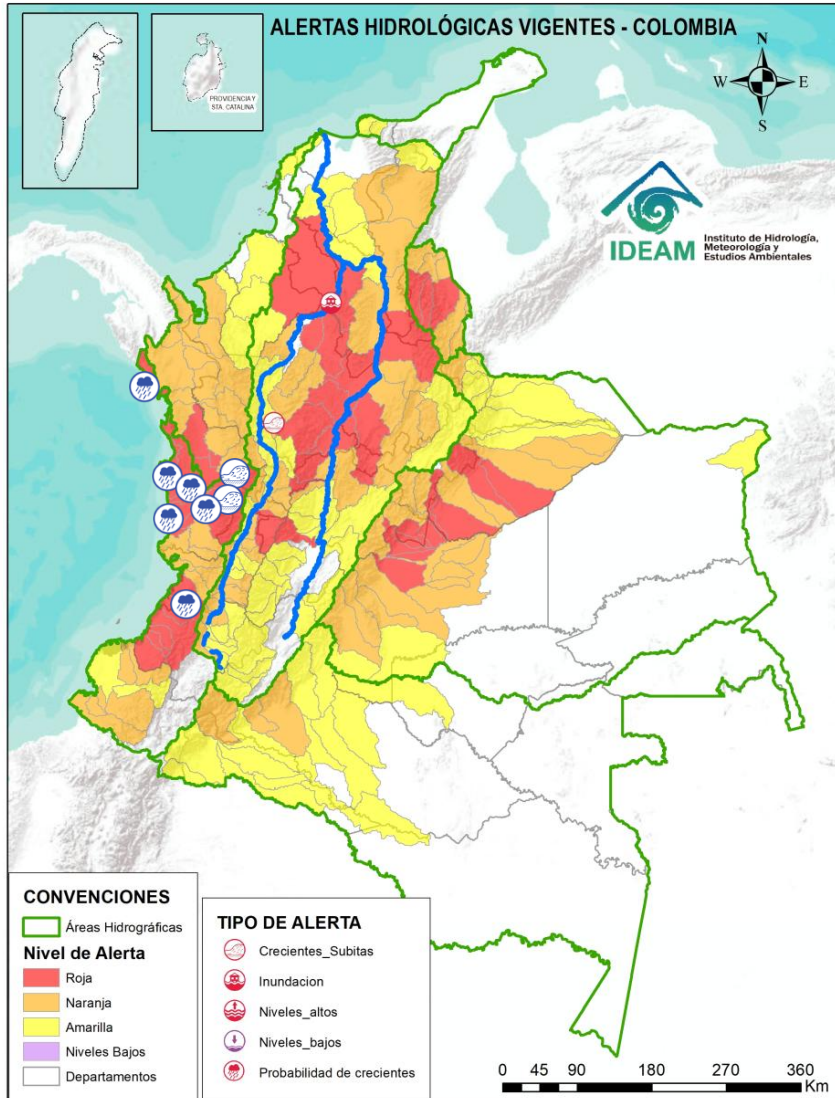 ALERTAS HIDROLÓGICAS VIGENTES - COLOMBIA
PROVIDENCIA Y
STA. CATALINA
N
W
E
S
IDEAM
Instituto de Hidrología,
Meteorología y
Estudios Ambientales
CONVENCIONES
Áreas Hidrográficas
Nivel de Alerta
Roja
Naranja
Amarilla
Niveles Bajos
Departamentos
TIPO DE ALERTA
Crecientes_Subitas
Inundacion
Niveles_altos
Niveles_bajos
Probabilidad de crecientes
0 45 90 180 270 360
Km